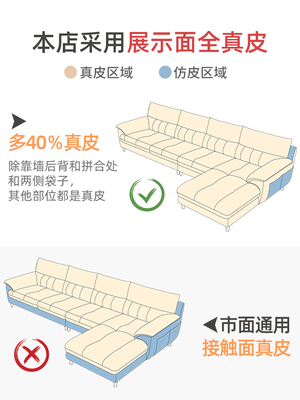 本店采用展示面全真皮
真皮区域 仿皮区域
多40%真皮
除靠墙后背和拼合处
和两侧袋子,
其他部位都是真皮
市面通用
接触面真皮